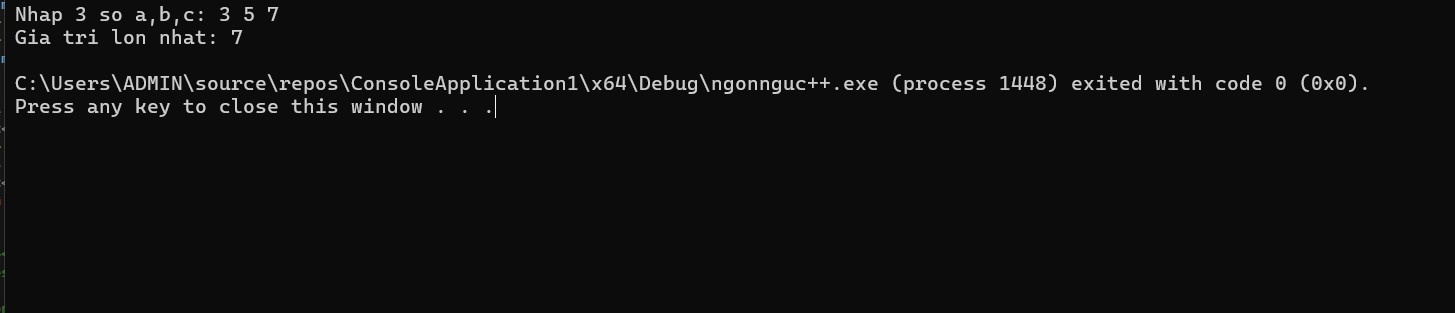 Nhap 3 so a,b,c: 3 5 7
Gia tri lon nhat: 7
C:\Users\ADMIN\source\repos\ConsoleApplication1\x64\Debug\ngonnguc++.exe (process 1448) exited with code 0 (0x0).
Press any key to close this window . . .